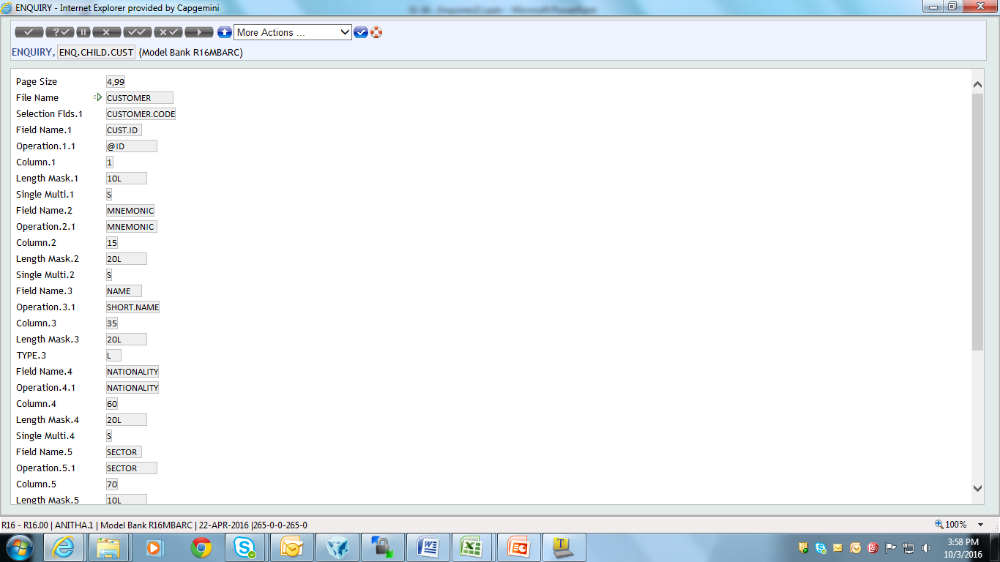 ENQUIRY - Internet Explorer provided by Capgemini
More Actions ...
ENQUIRY, ENQ.CHILD.CUST (Model Bank R16MBARC)
Page Size 4,99
File Name CUSTOMER
Selection Flds.1 CUSTOMER.CODE
Field Name.1 CUST.ID
Operation.1.1 @ID
Column.1 1
Length Mask.1 10L
Single Multi.1 S
Field Name.2 MNEMONIC
Operation.2.1 MNEMONIC
Column.2 15
Length Mask.2 20L
Single Multi.2 S
Field Name.3 NAME
Operation.3.1 SHORT.NAME
Column.3 35
Length Mask.3 20L
TYPE.3 L
Field Name.4 NATIONALITY
Operation.4.1 NATIONALITY
Column.4 60
Length Mask.4 20L
Single Multi.4 S
Field Name.5 SECTOR
Operation.5.1 SECTOR
Column.5 70
Length Mask.5 10L
R16 - R16.00 | ANITHA.1 | Model Bank R16MBARC | 22-APR-2016 |265-0-0-265-0
100%
3:58 PM
10/3/2016